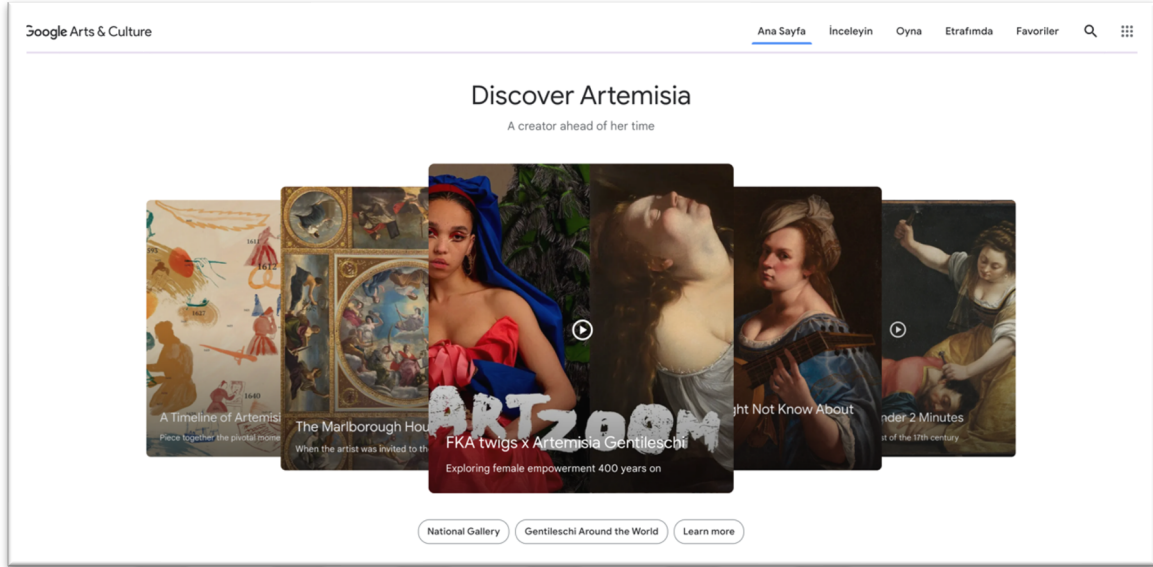 Google Arts & Culture
Ana Sayfa İnceleyin Oyna Etrafımda Favoriler
Discover Artemisia
A creator ahead of her time
1611
1612
1627
1640
A Timeline of Artemisi
Piece together the pivotal mome
The Marlborough Hou
When the artist was invited to th
ARTZOOM
FKA twigs x Artemisia Gentileschi
Exploring female empowerment 400 years on
ght Not Know About
nder 2 Minutes
st of the 17th century
National Gallery Gentileschi Around the World Learn more